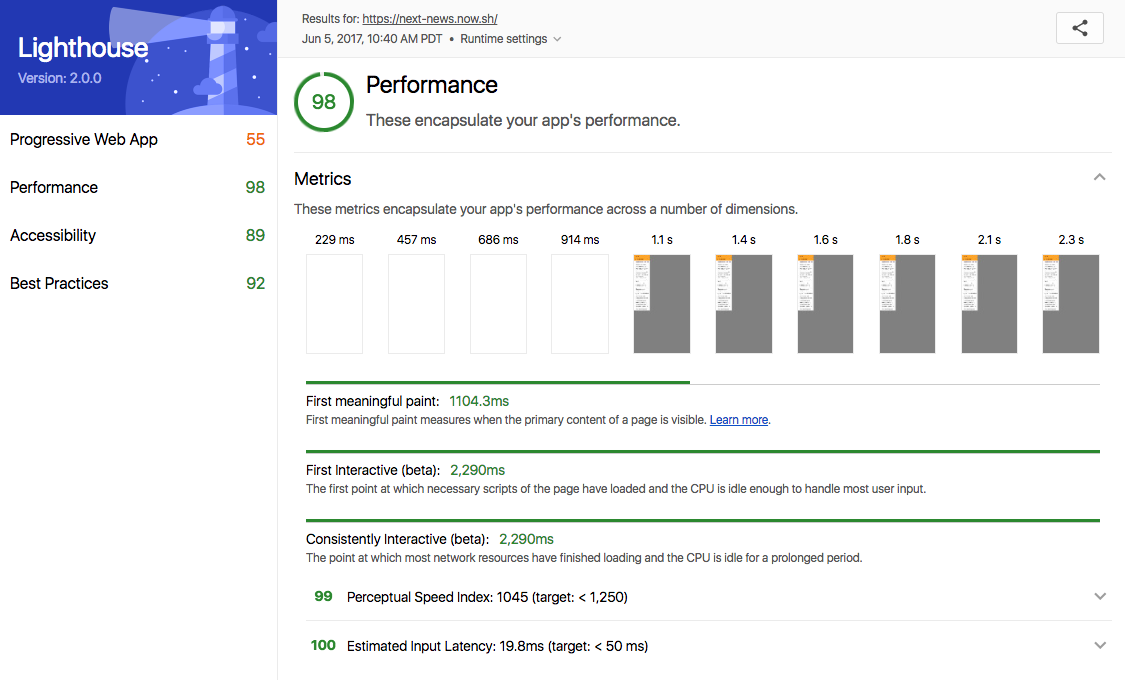 Lighthouse
Version: 2.0.0
Progressive Web App 55
Performance 98
Accessibility 89
Best Practices 92
Results for: https://next-news.now.sh/
Jun 5, 2017, 10:40 AM PDT • Runtime settings
98
Performance
These encapsulate your app's performance.
Metrics
These metrics encapsulate your app's performance across a number of dimensions.
229 ms 457 ms 686 ms 914 ms 1.1 s 1.4 s 1.6 s 1.8 s 2.1 s 2.3 s
First meaningful paint: 1104.3ms
First meaningful paint measures when the primary content of a page is visible. Learn more.
First Interactive (beta): 2,290ms
The first point at which necessary scripts of the page have loaded and the CPU is idle enough to handle most user input.
Consistently Interactive (beta): 2,290ms
The point at which most network resources have finished loading and the CPU is idle for a prolonged period.
99 Perceptual Speed Index: 1045 (target: < 1,250)
100 Estimated Input Latency: 19.8ms (target: < 50 ms)